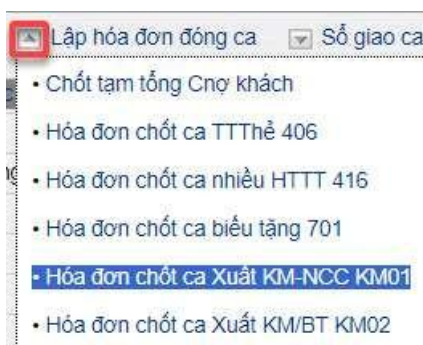 Lập hóa đơn đóng ca Sổ giao ca
• Chốt tạm tổng Cnợ khách
• Hóa đơn chốt ca TTThẻ 406
• Hóa đơn chốt ca nhiều HTTT 416
• Hóa đơn chốt ca biếu tặng 701
• Hóa đơn chốt ca Xuất KM-NCC KM01
• Hóa đơn chốt ca Xuất KM/BT KM02